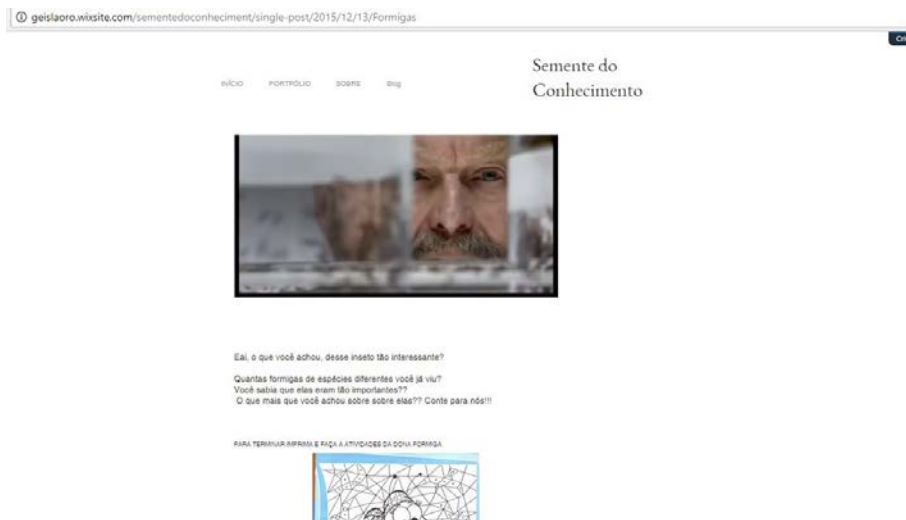 geislaoro.wixsite.com/sementedoconheciment/single-post/2015/12/13/Formigas
INÍCIO PORTFÓLIO SOBRE Blog
Semente do
Conhecimento
Eai, o que você achou, desse inseto tão interessante?
Quantas formigas de espécies diferentes você já viu?
Você sabia que elas eram tão importantes??
O que mais que você achou sobre sobre elas?? Conte para nós!!!
PARA TERMINAR IMPRIMA E FAÇA A ATIVIDADES DA DONA FORMIGA